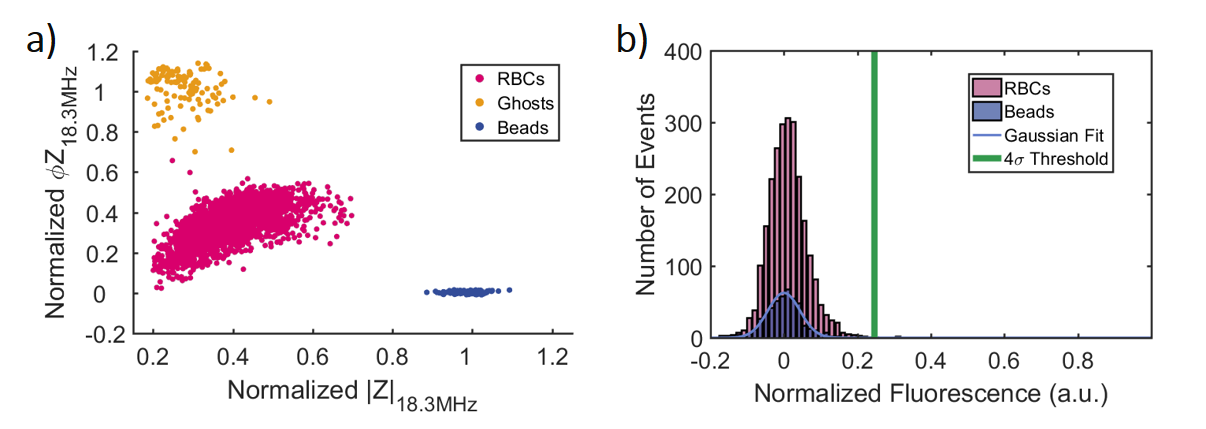 a)
1.2
1
0.8
0.6
0.4
0.2
0
-0.2
Normalized ϕZ18.3MHz
RBCs
Ghosts
Beads
0.2 0.4 0.6 0.8 1 1.2
Normalized |Z|18.3MHz
b)
400
300
200
100
0
Number of Events
RBCs
Beads
Gaussian Fit
4σ Threshold
-0.2 0 0.2 0.4 0.6 0.8
Normalized Fluorescence (a.u.)